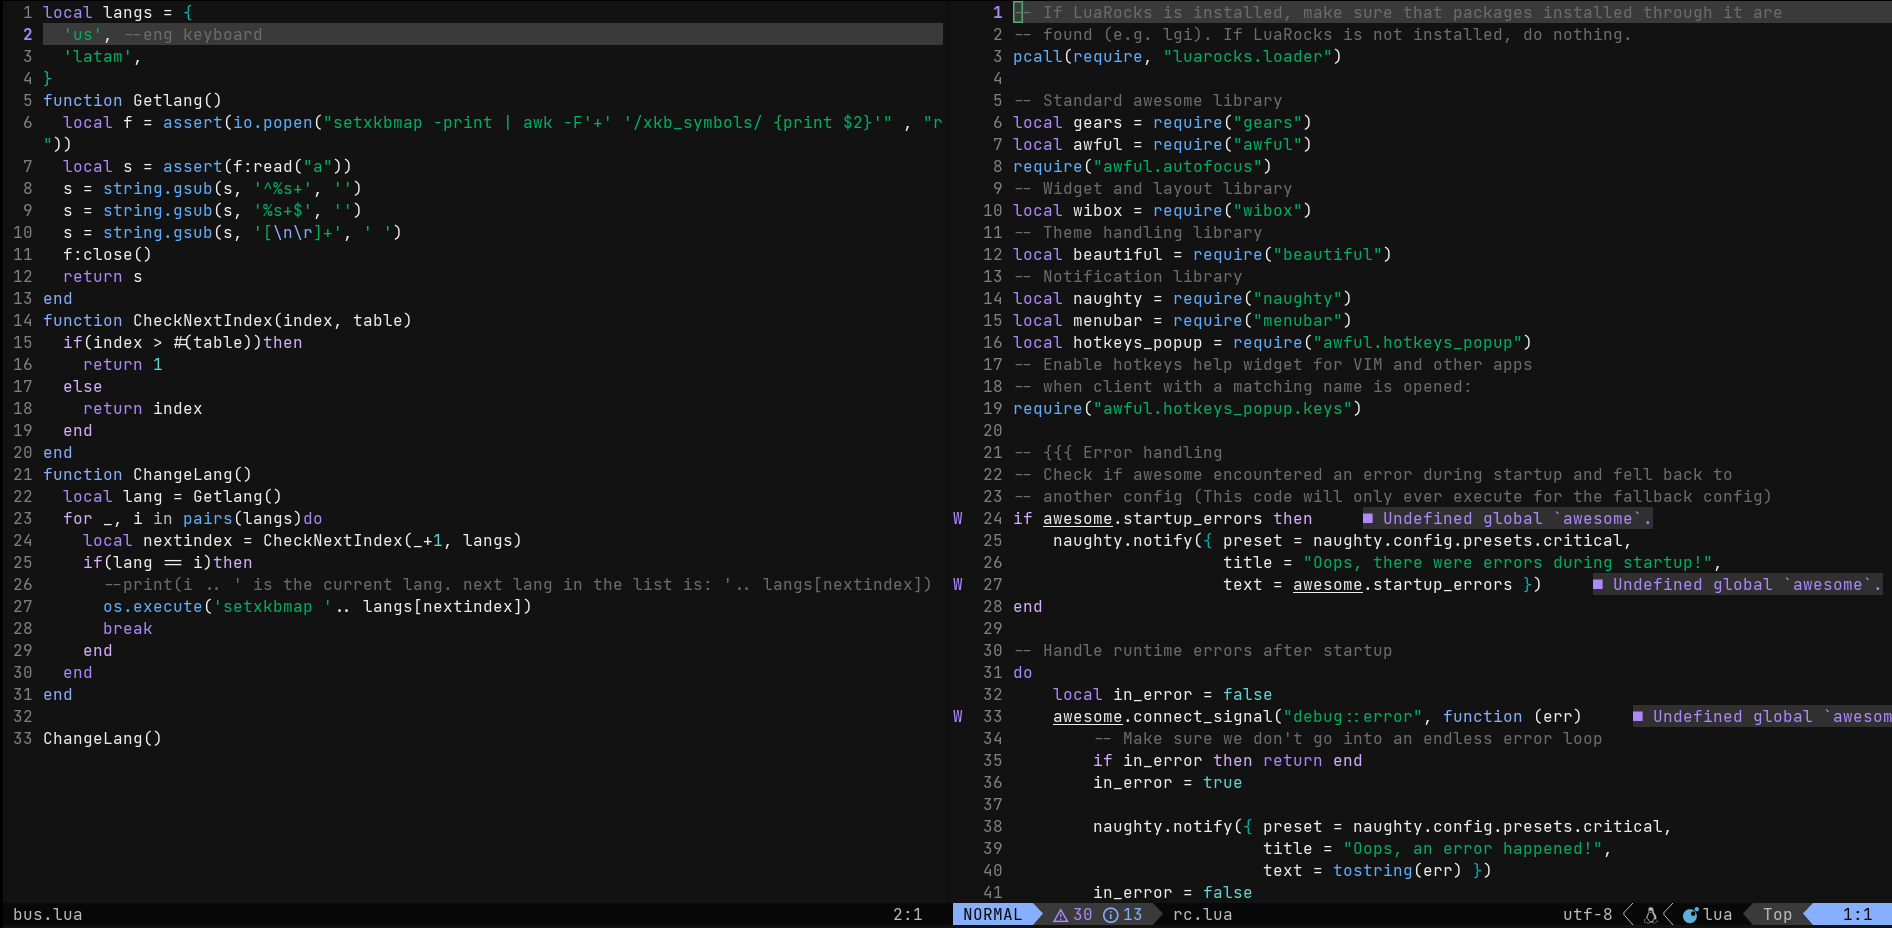 1 local langs = {
2   'us', --eng keyboard
3   'latam',
4 }
5 function Getlang()
6   local f = assert(io.popen("setxkbmap -print | awk -F'+' '/xkb_symbols/ {print $2}'" , "r
"))
7   local s = assert(f:read("a"))
8   s = string.gsub(s, '^%s+', '')
9   s = string.gsub(s, '%s+$', '')
10   s = string.gsub(s, '[\n\r]+', ' ')
11   f:close()
12   return s
13 end
14 function CheckNextIndex(index, table)
15   if(index > #(table))then
16     return 1
17   else
18     return index
19   end
20 end
21 function ChangeLang()
22   local lang = Getlang()
23   for _, i in pairs(langs)do
24     local nextindex = CheckNextIndex(_+1, langs)
25     if(lang == i)then
26       --print(i .. ' is the current lang. next lang in the list is: '.. langs[nextindex])
27       os.execute('setxkbmap '.. langs[nextindex])
28       break
29     end
30   end
31 end
32
33 ChangeLang()
bus.lua 2:1
1 -- If LuaRocks is installed, make sure that packages installed through it are
2 -- found (e.g. lgi). If LuaRocks is not installed, do nothing.
3 pcall(require, "luarocks.loader")
4
5 -- Standard awesome library
6 local gears = require("gears")
7 local awful = require("awful")
8 require("awful.autofocus")
9 -- Widget and layout library
10 local wibox = require("wibox")
11 -- Theme handling library
12 local beautiful = require("beautiful")
13 -- Notification library
14 local naughty = require("naughty")
15 local menubar = require("menubar")
16 local hotkeys_popup = require("awful.hotkeys_popup")
17 -- Enable hotkeys help widget for VIM and other apps
18 -- when client with a matching name is opened:
19 require("awful.hotkeys_popup.keys")
20
21 -- {{{ Error handling
22 -- Check if awesome encountered an error during startup and fell back to
23 -- another config (This code will only ever execute for the fallback config)
W 24 if awesome.startup_errors then     ■ Undefined global `awesome`.
25     naughty.notify({ preset = naughty.config.presets.critical,
26                      title = "Oops, there were errors during startup!",
W 27                      text = awesome.startup_errors })     ■ Undefined global `awesome`.
28 end
29
30 -- Handle runtime errors after startup
31 do
32     local in_error = false
W 33     awesome.connect_signal("debug::error", function (err)     ■ Undefined global `awesom
34         -- Make sure we don't go into an endless error loop
35         if in_error then return end
36         in_error = true
37
38         naughty.notify({ preset = naughty.config.presets.critical,
39                          title = "Oops, an error happened!",
40                          text = tostring(err) })
41         in_error = false
NORMAL 30 13 rc.lua utf-8 lua Top 1:1